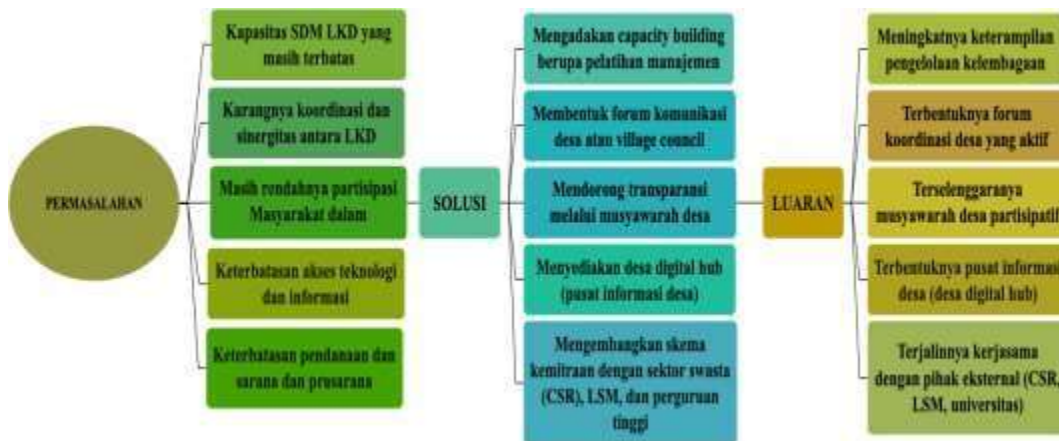 PERMASALAHAN
Kapasitas SDM LKD yang
masih terbatas
Kurangnya koordinasi dan
sinergitas antara LKD
Masih rendahnya partisipasi
Masyarakat dalam
Keterbatasan akses teknologi
dan informasi
Keterbatasan pendanaan dan
sarana dan prasarana
SOLUSI
Mengadakan capacity building
berupa pelatihan manajemen
Membentuk forum komunikasi
desa atau village council
Mendorong transparansi
melalui musyawarah desa
Menyediakan desa digital hub
(pusat informasi desa)
Mengembangkan skema
kemitraan dengan sektor swasta
(CSR), LSM, dan perguruan
tinggi
LUARAN
Meningkatnya keterampilan
pengelolaan kelembagaan
Terbentuknya forum
koordinasi desa yang aktif
Terselenggaranya
musyawarah desa partisipatif
Terbentuknya pusat informasi
desa (desa digital hub)
Terjalinnya kerjasama
dengan pihak eksternal (CSR,
LSM, universitas)